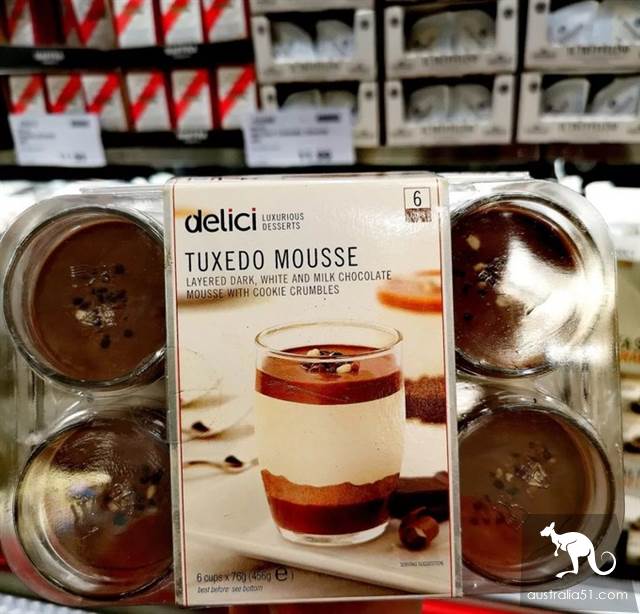 delici LUXURIOUS
DESSERTS
6
TUXEDO MOUSSE
LAYERED DARK, WHITE AND MILK CHOCOLATE
MOUSSE WITH COOKIE CRUMBLES
6 cups x 76g (456g ℮)
best before: see bottom
SERVING SUGGESTION
australia51.com